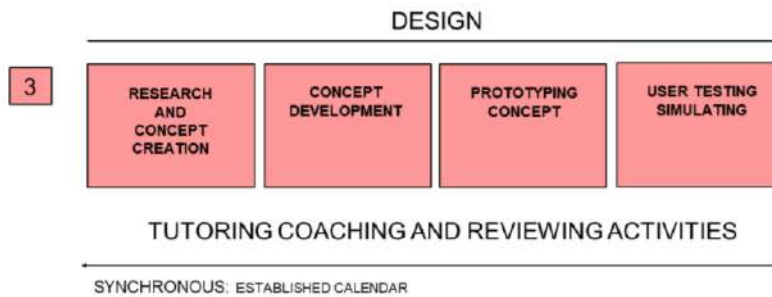 DESIGN
3
RESEARCH
AND
CONCEPT
CREATION
CONCEPT
DEVELOPMENT
PROTOTYPING
CONCEPT
USER TESTING
SIMULATING
TUTORING COACHING AND REVIEWING ACTIVITIES
SYNCHRONOUS: ESTABLISHED CALENDAR